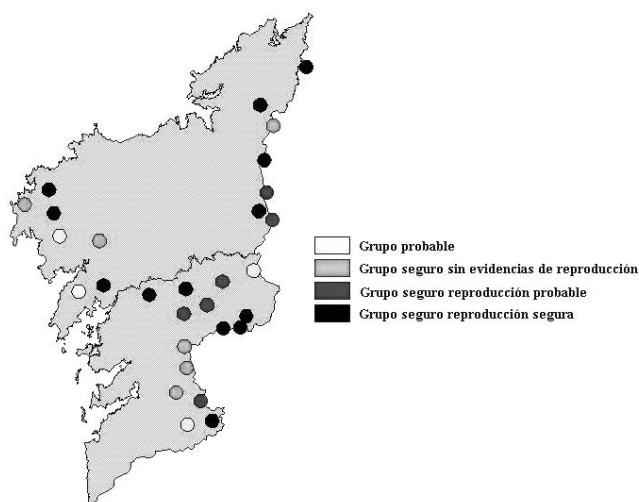 Grupo probable
Grupo seguro sin evidencias de reproducción
Grupo seguro reproducción probable
Grupo seguro reproducción segura